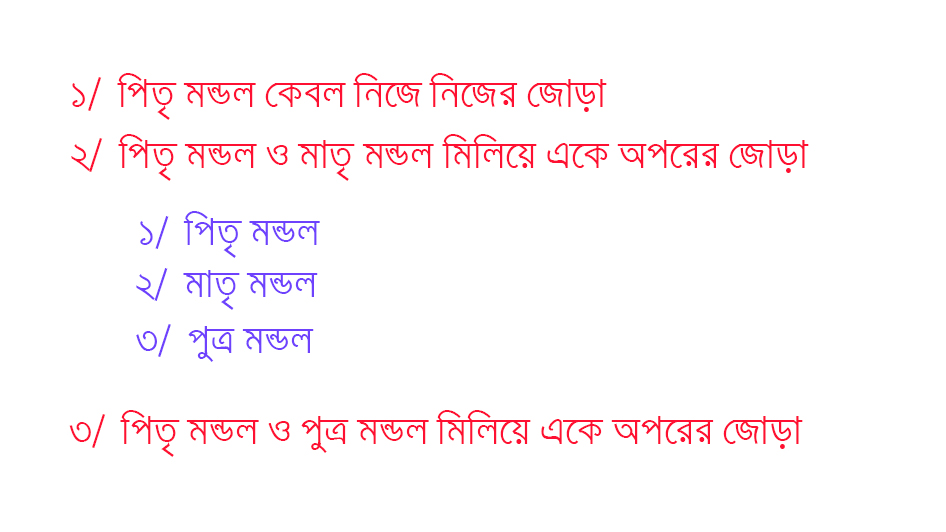 ১/ পিতৃ মন্ডল কেবল নিজে নিজের জোড়া
২/ পিতৃ মন্ডল ও মাতৃ মন্ডল মিলিয়ে একে অপরের জোড়া
১/ পিতৃ মন্ডল
২/ মাতৃ মন্ডল
৩/ পুত্র মন্ডল
৩/ পিতৃ মন্ডল ও পুত্র মন্ডল মিলিয়ে একে অপরের জোড়া